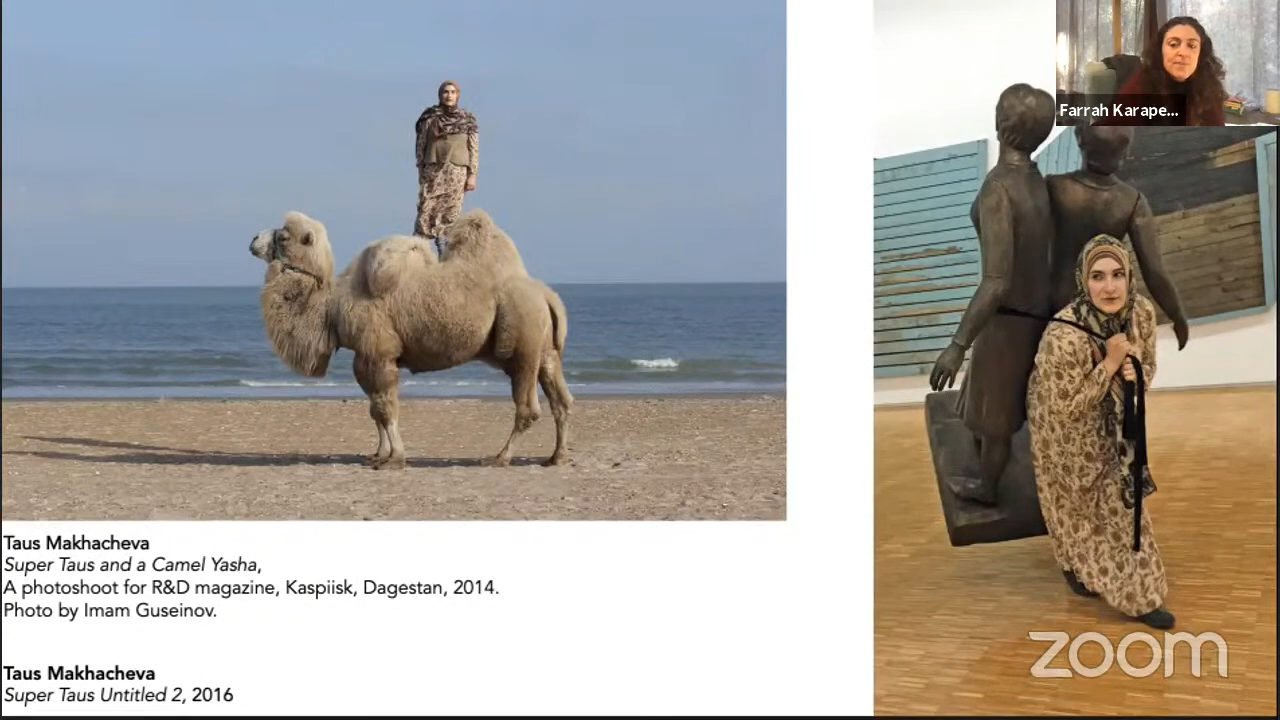 Farrah Karape...
Taus Makhacheva
Super Taus and a Camel Yasha,
A photoshoot for R&D magazine, Kaspiisk, Dagestan, 2014.
Photo by Imam Guseinov.
Taus Makhacheva
Super Taus Untitled 2, 2016
zoom